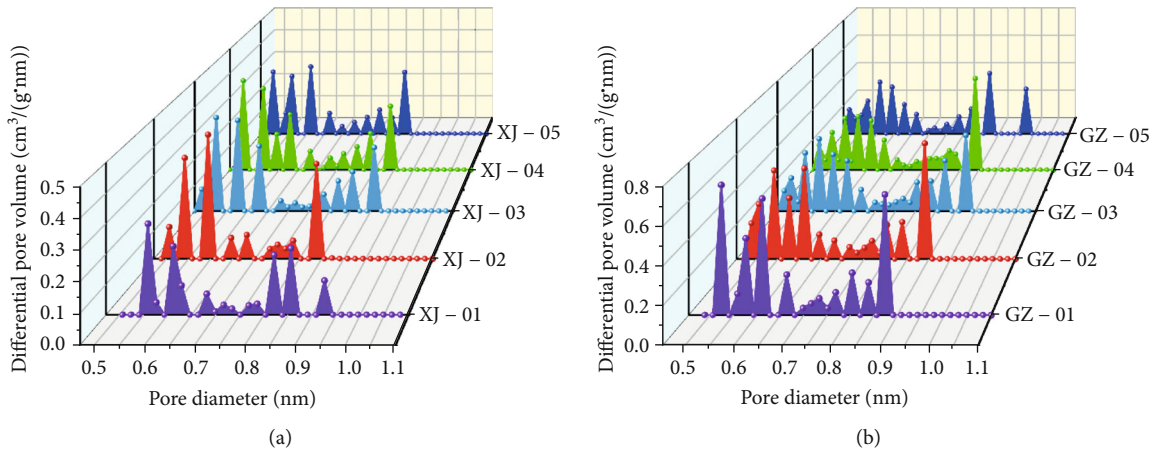 Differential pore volume (cm³/(g•nm))
0.5
0.4
0.3
0.2
0.1
0.0
0.5 0.6 0.7 0.8 0.9 1.0 1.1
Pore diameter (nm)
XJ – 05
XJ – 04
XJ – 03
XJ – 02
XJ – 01
(a)
Differential pore volume (cm³/(g•nm))
0.8
0.6
0.4
0.2
0.0
0.5 0.6 0.7 0.8 0.9 1.0 1.1
Pore diameter (nm)
GZ – 05
GZ – 04
GZ – 03
GZ – 02
GZ – 01
(b)